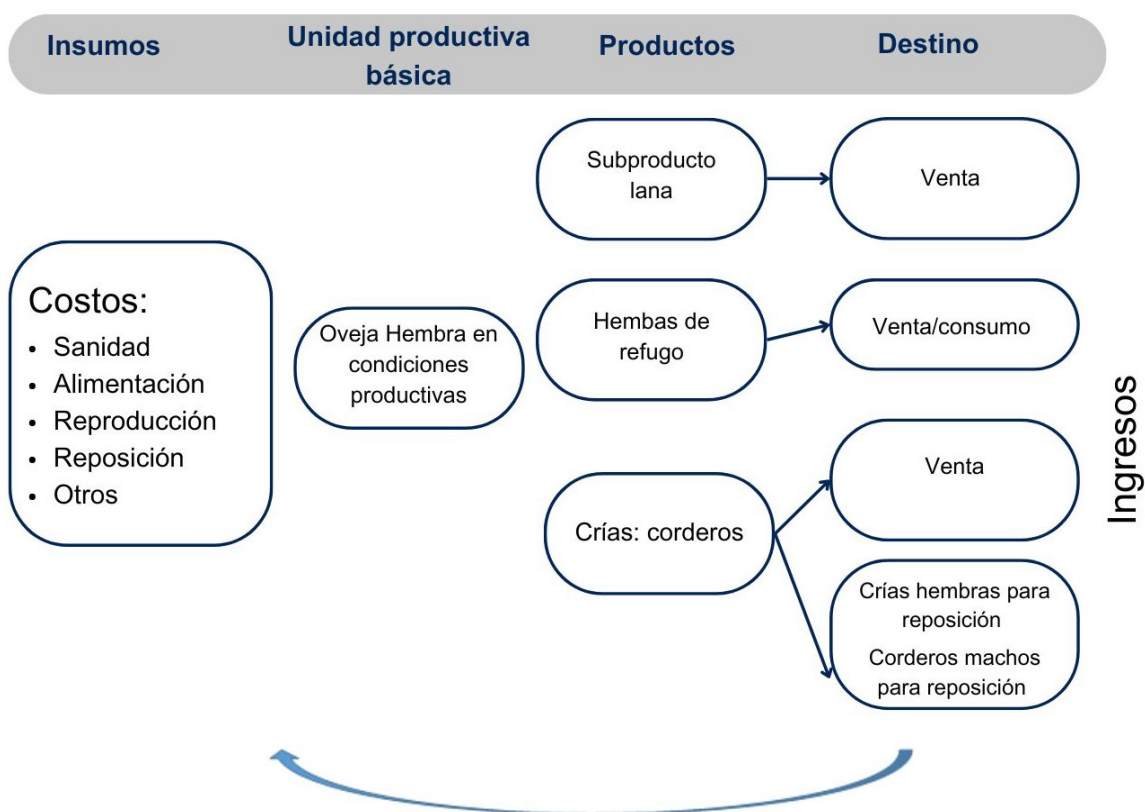 Insumos
Unidad productiva
básica
Productos
Destino
Subproducto
lana
Venta
Costos:
• Sanidad
• Alimentación
• Reproducción
• Reposición
• Otros
Oveja Hembra en
condiciones
productivas
Hembas de
refugo
Venta/consumo
Crías: corderos
Venta
Crías hembras para
reposición
Corderos machos
para reposición
Ingresos